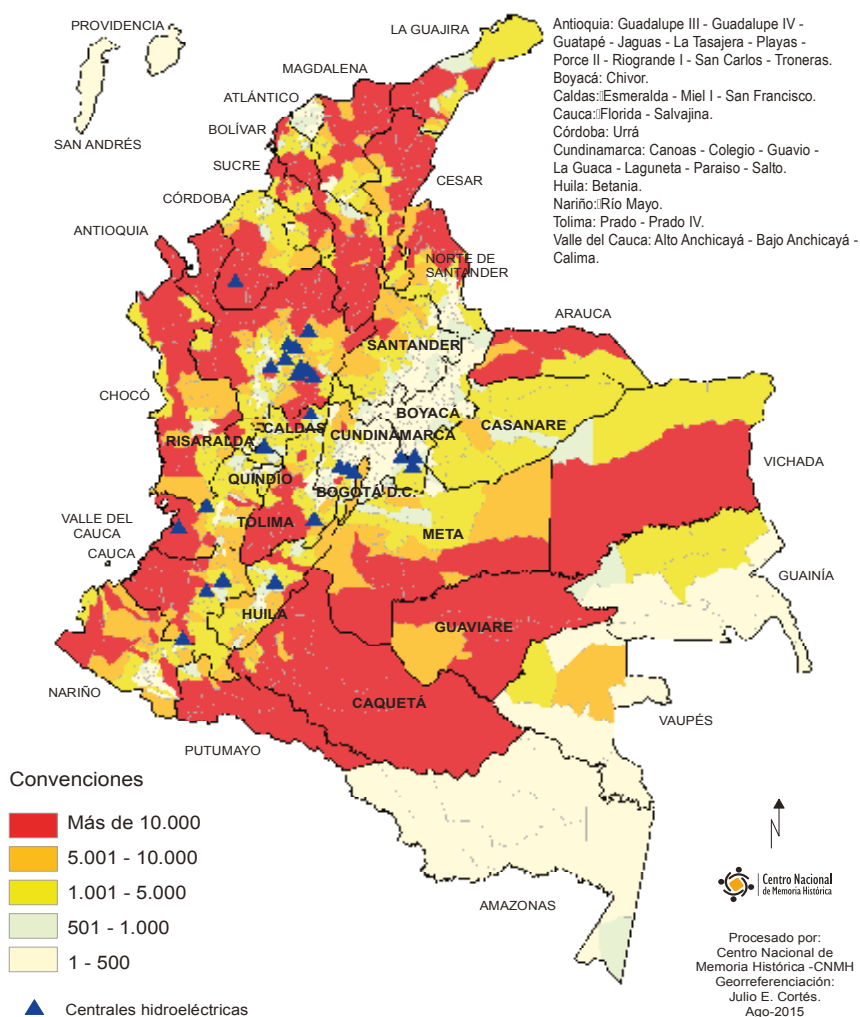 PROVIDENCIA
SAN ANDRÉS
LA GUAJIRA
MAGDALENA
ATLÁNTICO
BOLÍVAR
SUCRE
CÓRDOBA
ANTIOQUIA
CESAR
NORTE DE
SANTANDER
ARAUCA
SANTANDER
CHOCÓ
BOYACÁ
CASANARE
CALDAS
CUNDINAMARCA
RISARALDA
VICHADA
QUINDÍO
BOGOTÁ D.C.
VALLE DEL
CAUCA
TOLIMA
META
CAUCA
GUAINÍA
HUILA
GUAVIARE
NARIÑO
CAQUETÁ
VAUPÉS
PUTUMAYO
AMAZONAS
Antioquia: Guadalupe III - Guadalupe IV -
Guatapé - Jaguas - La Tasajera - Playas -
Porce II - Riogrande I - San Carlos - Troneras.
Boyacá: Chivor.
Caldas:▯Esmeralda - Miel I - San Francisco.
Cauca:▯Florida - Salvajina.
Córdoba: Urrá
Cundinamarca: Canoas - Colegio - Guavio -
La Guaca - Laguneta - Paraiso - Salto.
Huila: Betania.
Nariño:▯Río Mayo.
Tolima: Prado - Prado IV.
Valle del Cauca: Alto Anchicayá - Bajo Anchicayá -
Calima.
Convenciones
Más de 10.000
5.001 - 10.000
1.001 - 5.000
501 - 1.000
1 - 500
Centrales hidroeléctricas
N
Centro Nacional
de Memoria Histórica
Procesado por:
Centro Nacional de
Memoria Histórica -CNMH
Georreferenciación:
Julio E. Cortés.
Ago-2015